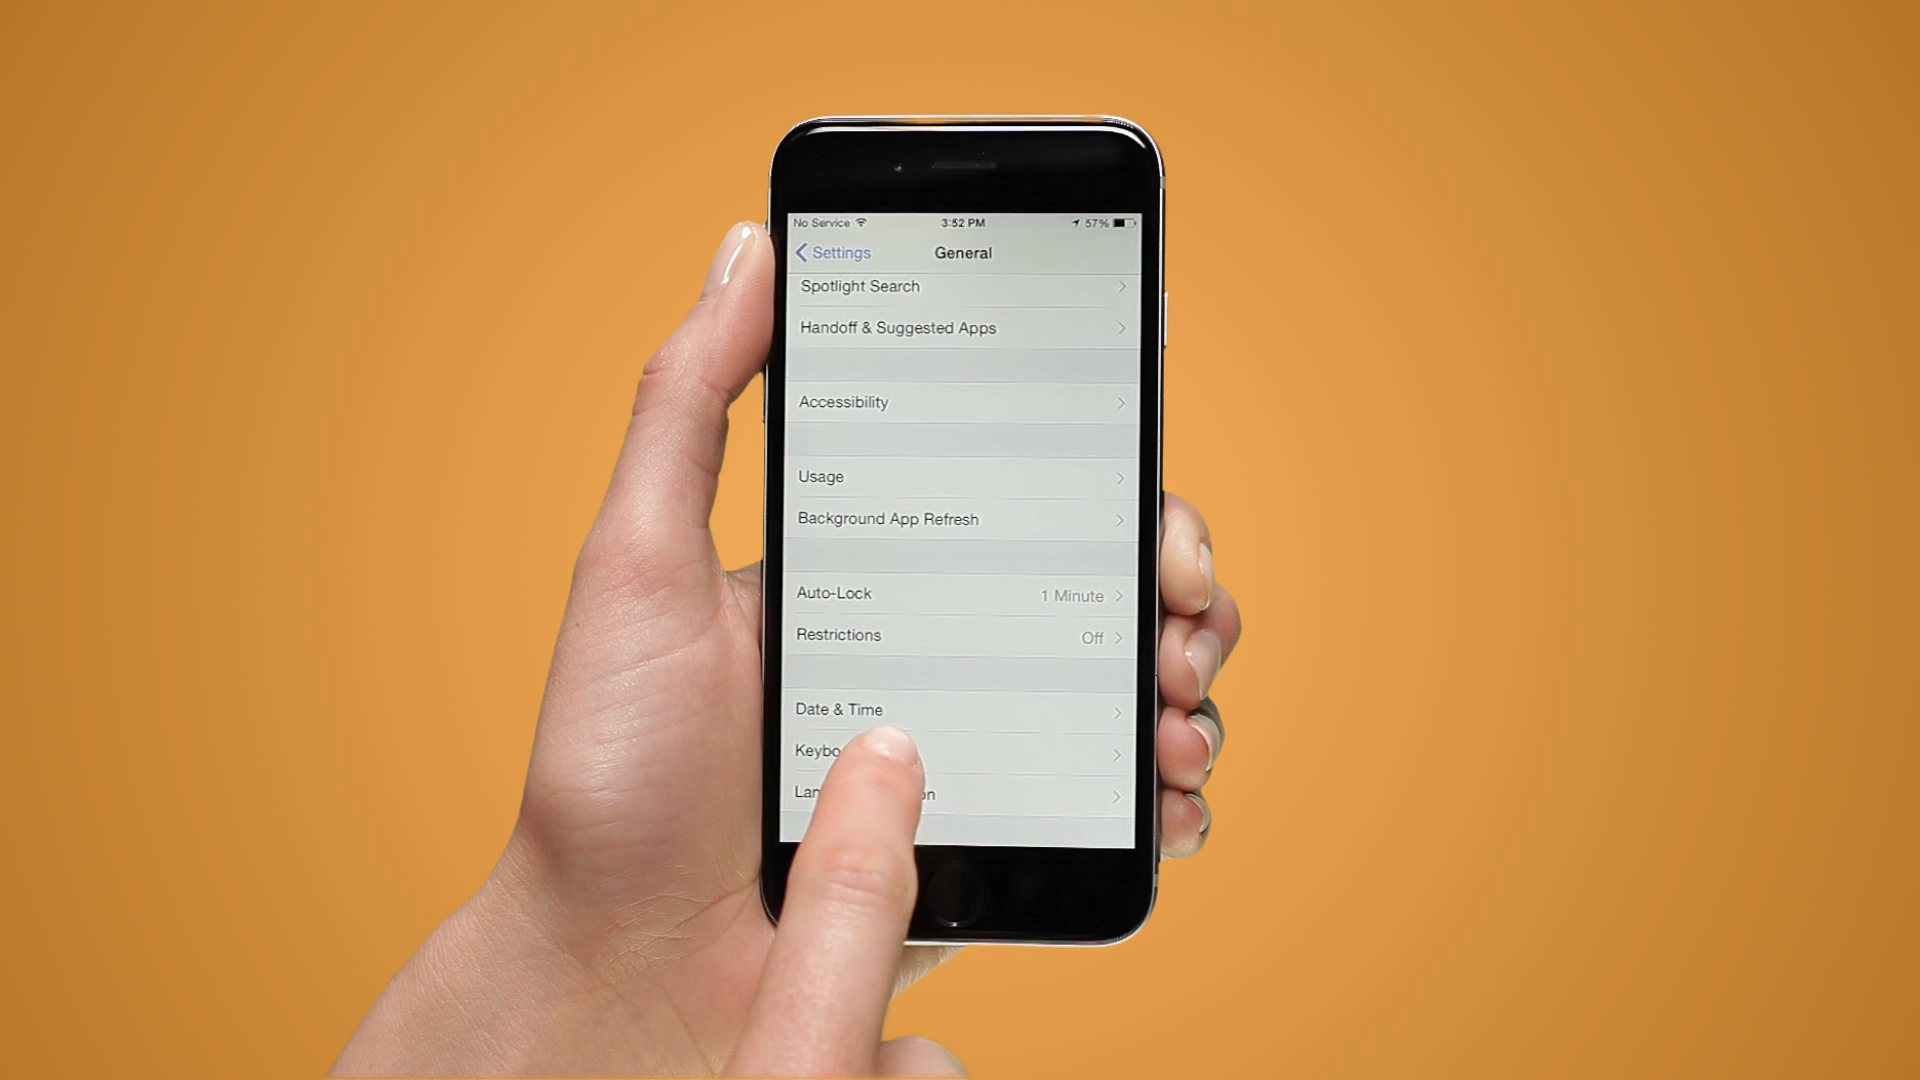 No Service 3:52 PM 57%
Settings General
Spotlight Search
Handoff & Suggested Apps
Accessibility
Usage
Background App Refresh
Auto-Lock 1 Minute
Restrictions Off
Date & Time
Keybo
Lan on